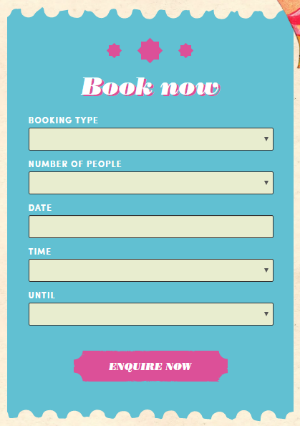 Book now
BOOKING TYPE
NUMBER OF PEOPLE
DATE
TIME
UNTIL
ENQUIRE NOW